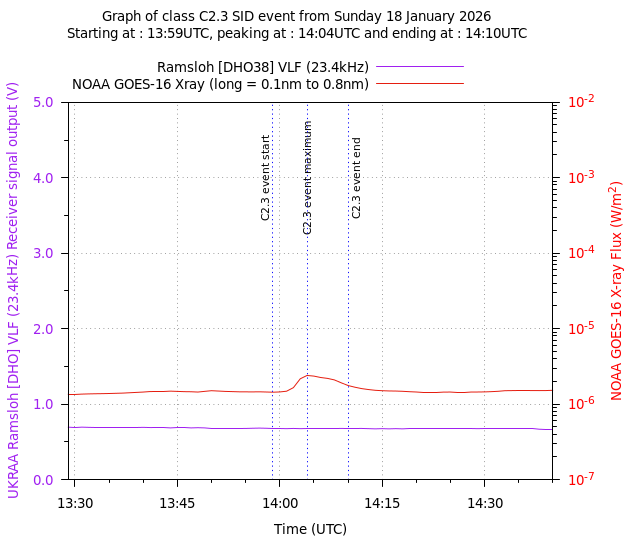 Graph of class C2.3 SID event from Sunday 18 January 2026
Starting at : 13:59UTC, peaking at : 14:04UTC and ending at : 14:10UTC
Ramsloh [DHO38] VLF (23.4kHz)
NOAA GOES-16 Xray (long = 0.1nm to 0.8nm)
UKRAA Ramsloh [DHO] VLF (23.4kHz) Receiver signal output (V)
5.0
4.0
3.0
2.0
1.0
0.0
C2.3 event start
C2.3 event maximum
C2.3 event end
10-2
10-3
10-4
10-5
10-6
10-7
NOAA GOES-16 X-ray Flux (W/m2)
13:30
13:45
14:00
14:15
14:30
Time (UTC)